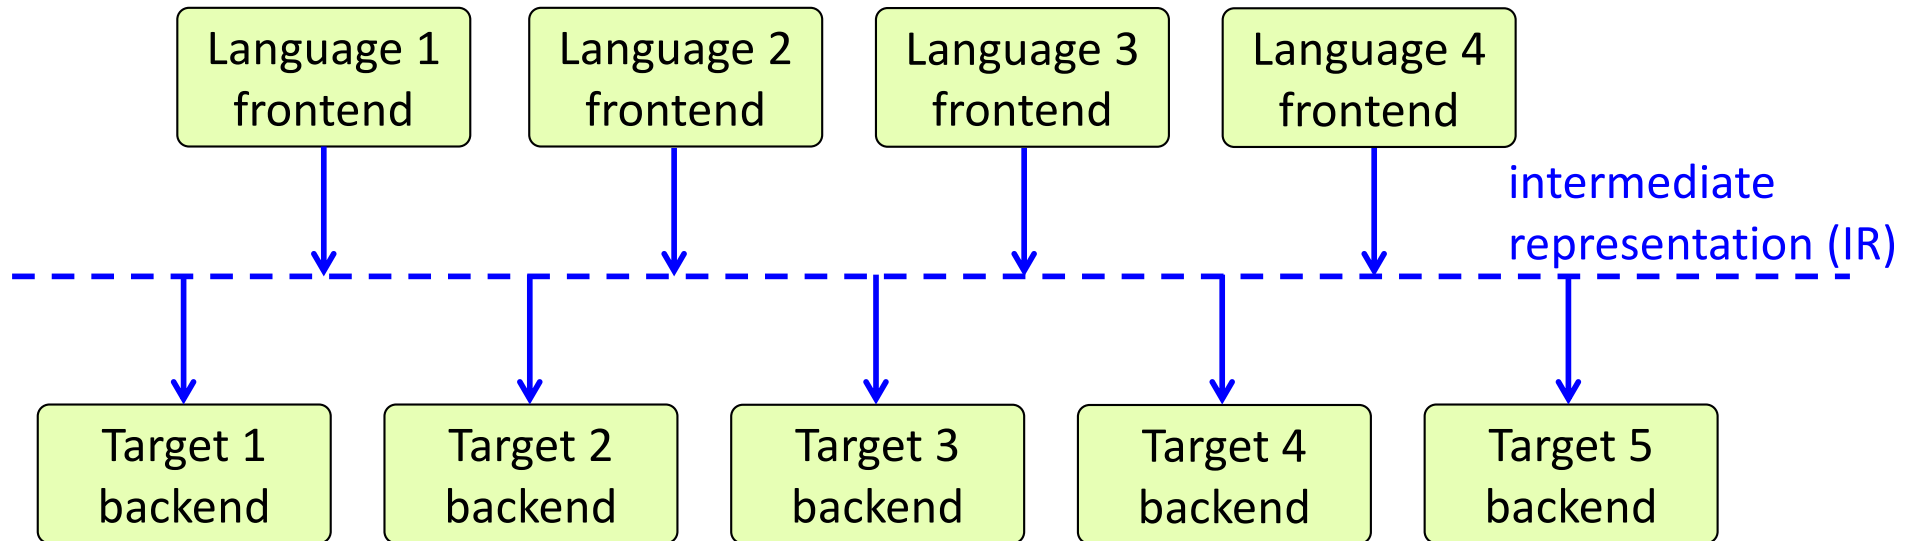 Language 1
frontend
Language 2
frontend
Language 3
frontend
Language 4
frontend
intermediate
representation (IR)
Target 1
backend
Target 2
backend
Target 3
backend
Target 4
backend
Target 5
backend